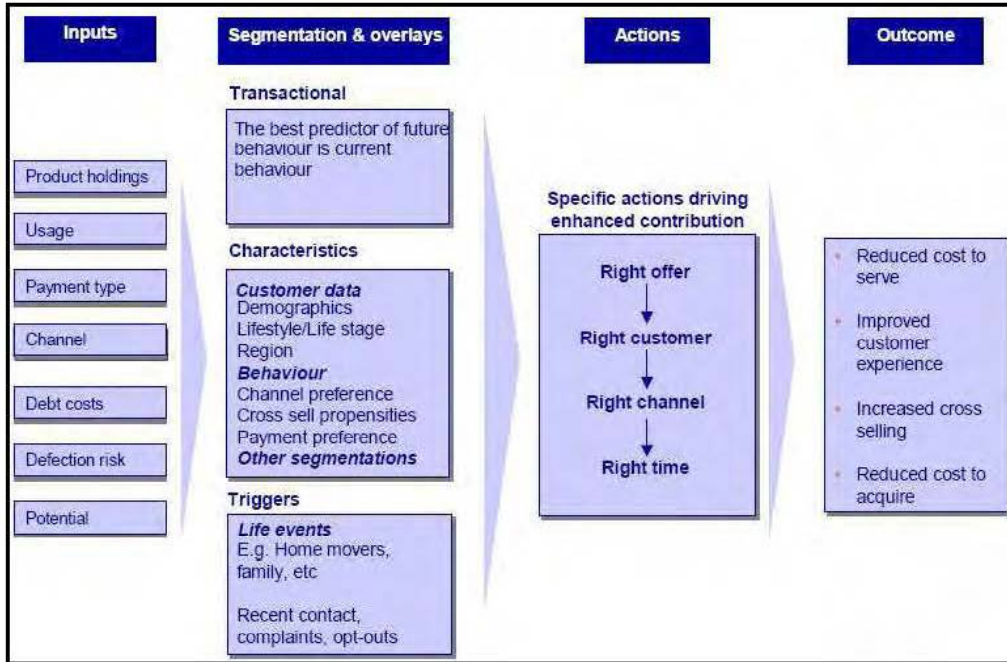 Inputs
Segmentation & overlays
Actions
Outcome
Product holdings
Usage
Payment type
Channel
Debt costs
Defection risk
Potential
Transactional
The best predictor of future
behaviour is current
behaviour
Characteristics
Customer data
Demographics
Lifestyle/Life stage
Region
Behaviour
Channel preference
Cross sell propensities
Payment preference
Other segmentations
Triggers
Life events
E.g. Home movers,
family, etc
Recent contact,
complaints, opt-outs
Specific actions driving
enhanced contribution
Right offer
Right customer
Right channel
Right time
Reduced cost to
serve
Improved
customer
experience
Increased cross
selling
Reduced cost to
acquire